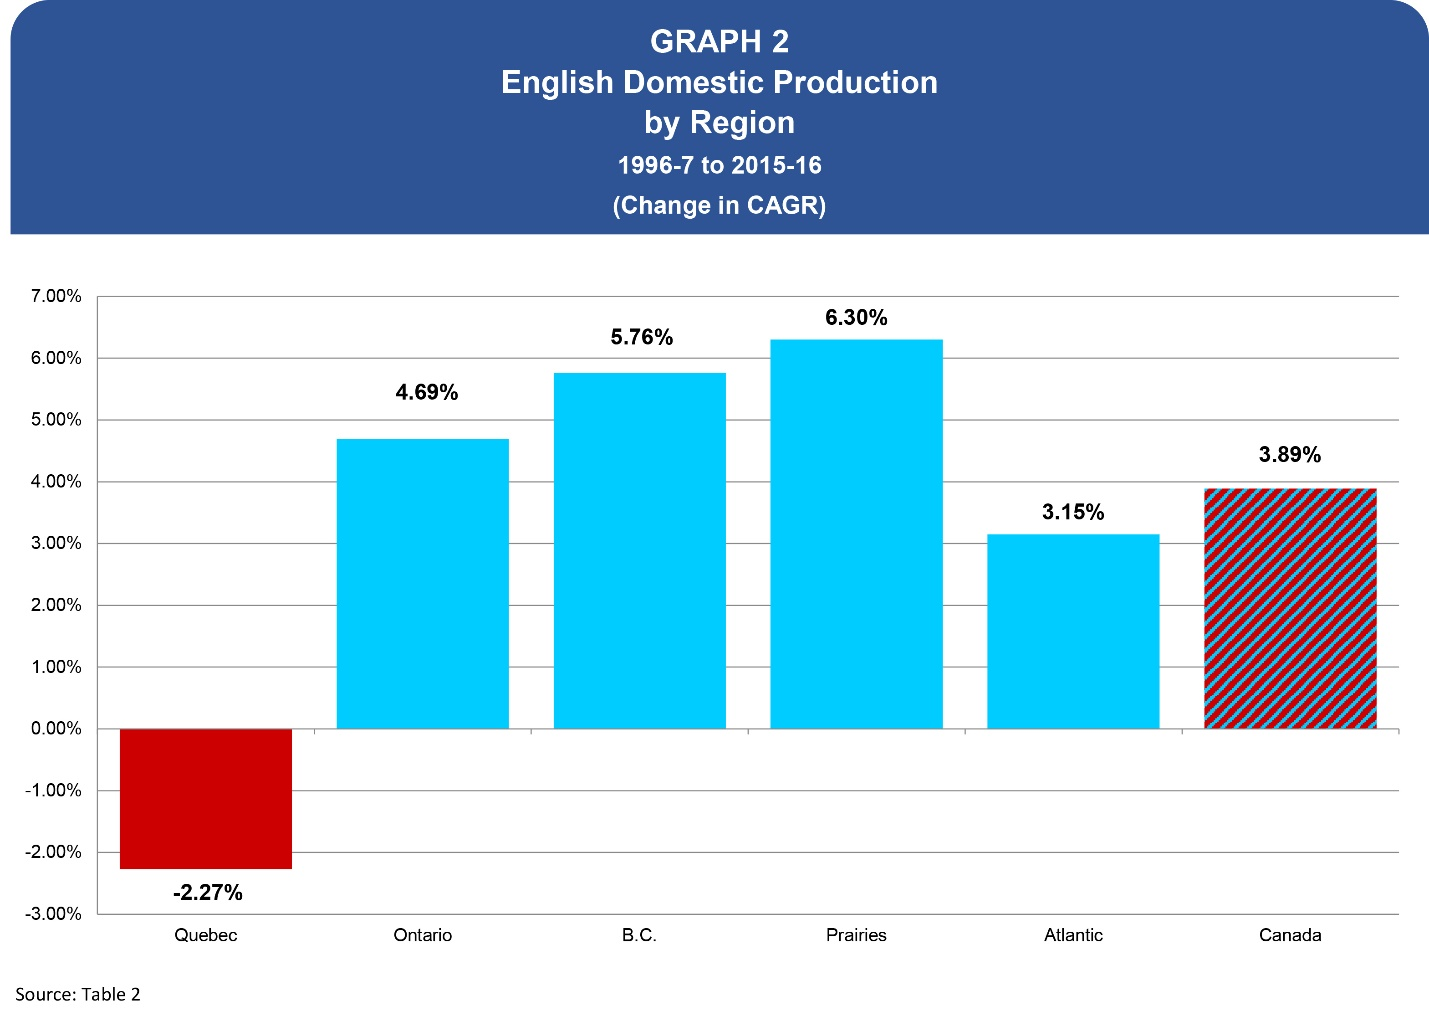 GRAPH 2
English Domestic Production
by Region
1996-7 to 2015-16
(Change in CAGR)
7.00%
6.00%
5.00%
4.00%
3.00%
2.00%
1.00%
0.00%
-1.00%
-2.00%
-3.00%
-2.27%
4.69%
5.76%
6.30%
3.15%
3.89%
Quebec
Ontario
B.C.
Prairies
Atlantic
Canada
Source: Table 2